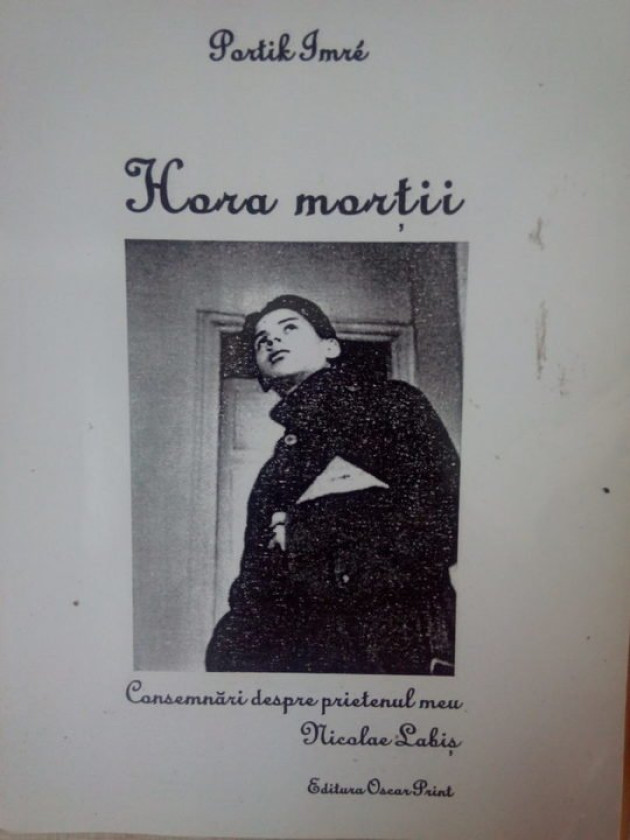 Portik Imré
Hora morții
Consemnări despre prietenul meu
Nicolae Labiș
Editura Oscar Print